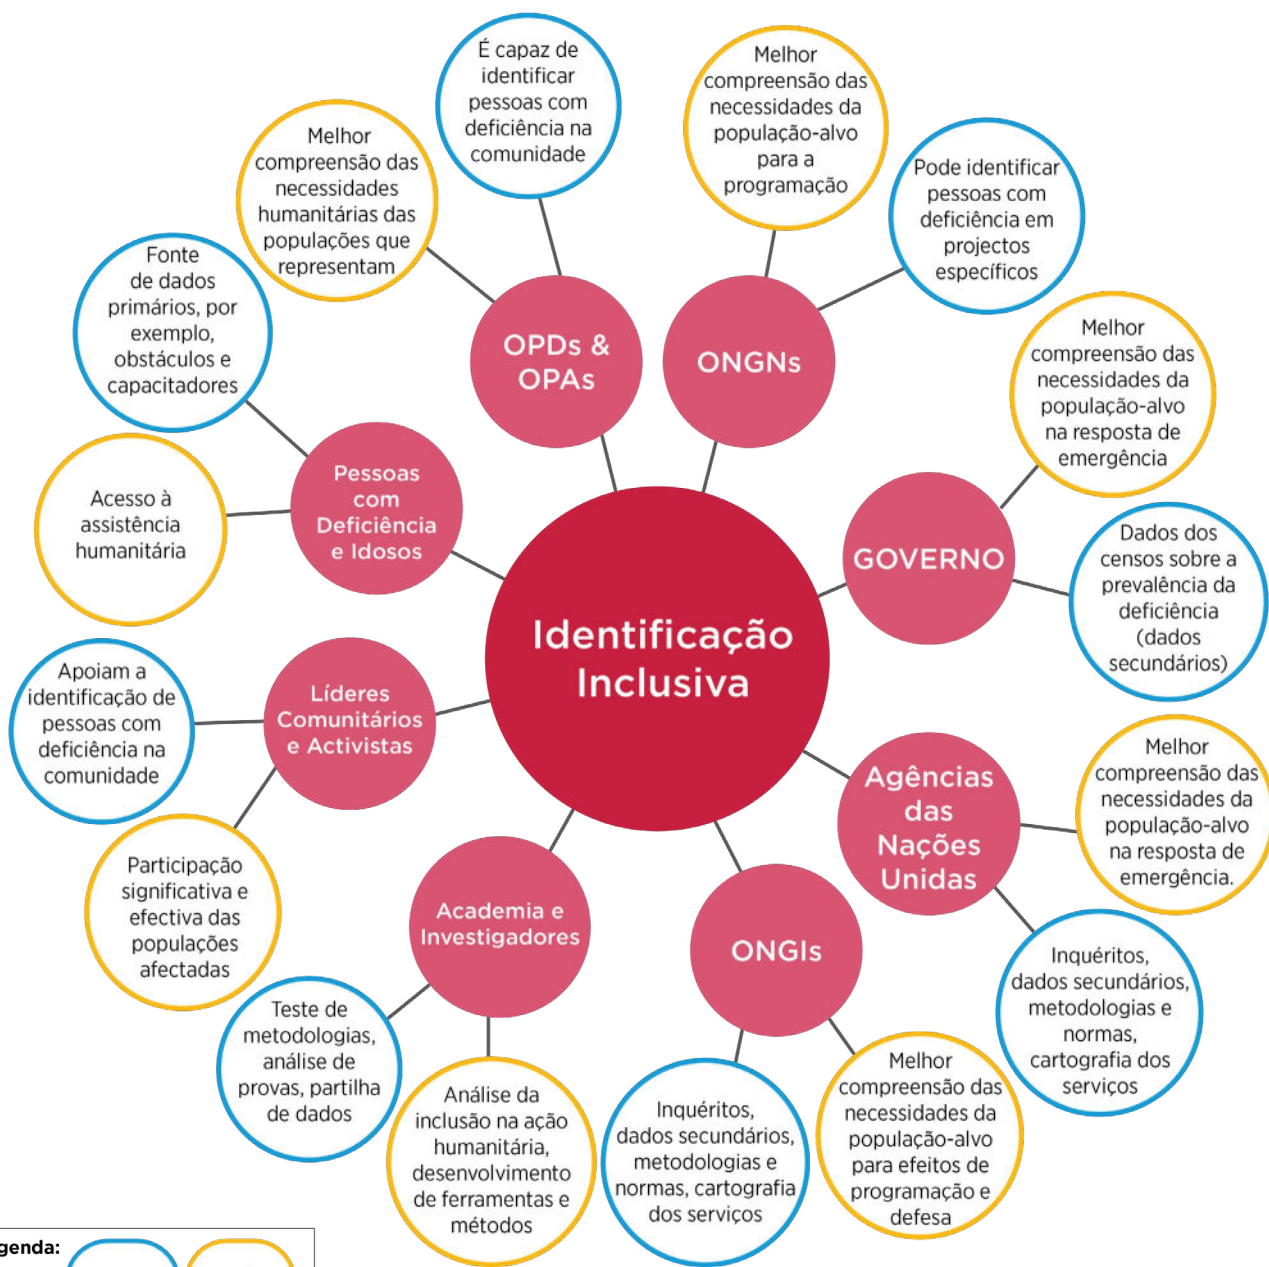 É capaz de
identificar
pessoas com
deficiência na
comunidade
Melhor
compreensão das
necessidades da
população-alvo
para a
programação
Melhor
compreensão das
necessidades
humanitárias das
populações que
representam
Pode identificar
pessoas com
deficiência em
projectos
específicos
Fonte
de dados
primários, por
exemplo,
obstáculos e
capacitadores
OPDs &
OPAs
ONGNs
Melhor
compreensão das
necessidades da
população-alvo
na resposta de
emergência
Acesso à
assistência
humanitária
Pessoas
com
Deficiência
e Idosos
GOVERNO
Dados dos
censos sobre a
prevalência da
deficiência
(dados
secundários)
Identificação
Inclusiva
Apoiam a
identificação de
pessoas com
deficiência na
comunidade
Líderes
Comunitários
e Activistas
Agências
das
Nações
Unidas
Melhor
compreensão das
necessidades da
população-alvo
na resposta de
emergência.
Participação
significativa e
efectiva das
populações
afectadas
Academia e
Investigadores
ONGIs
Inquéritos,
dados secundários,
metodologias e
normas,
cartografia dos
serviços
Teste de
metodologias,
análise de
provas, partilha
de dados
Análise da
inclusão na ação
humanitária,
desenvolvimento
de ferramentas e
métodos
Inquéritos,
dados secundários,
metodologias e
normas, cartografia
dos serviços
Melhor
compreensão das
necessidades da
população-alvo
para efeitos de
programação e
defesa
genda: